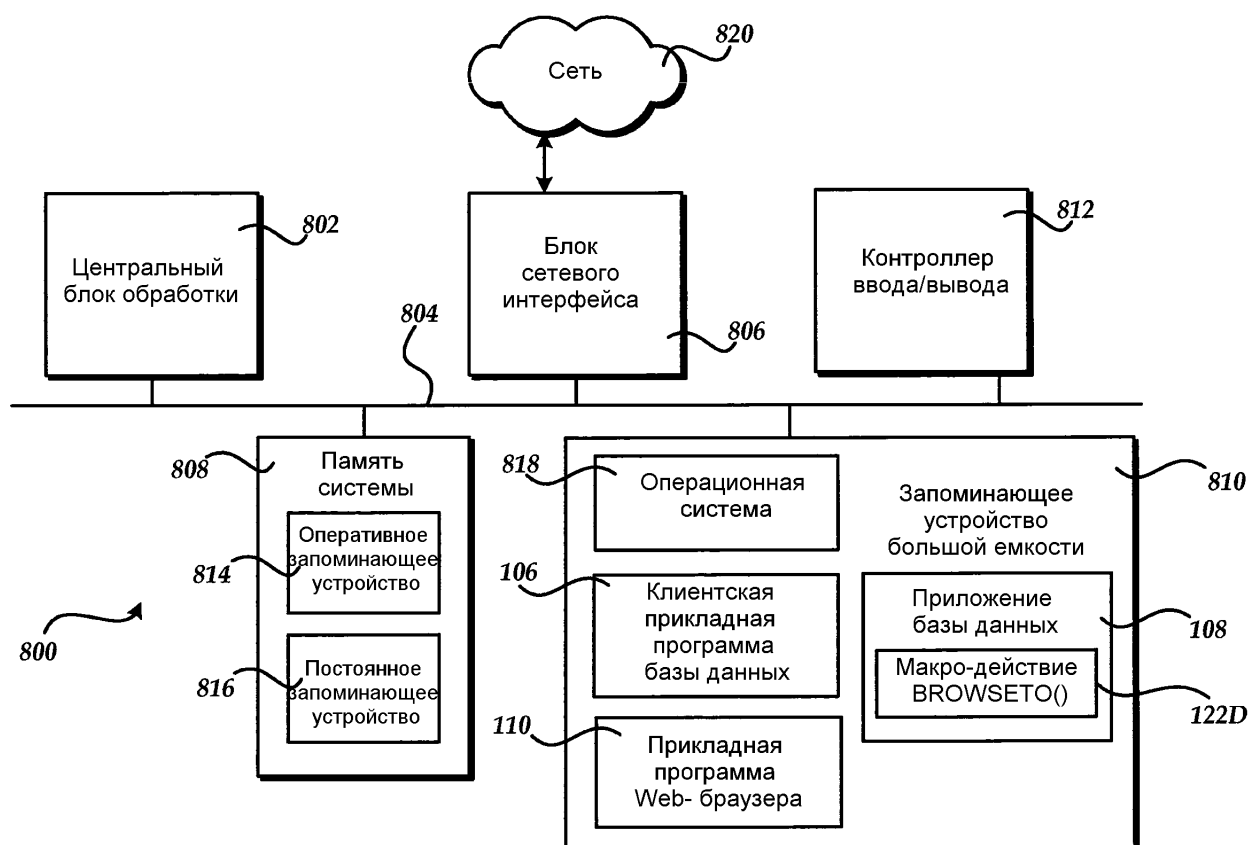 820
Сеть
802
Центральный
блок обработки
Блок
сетевого
интерфейса
806
812
Контроллер
ввода/вывода
804
808
Память
системы
Оперативное
запоминающее
устройство
814
Постоянное
запоминающее
устройство
816
800
818
Операционная
система
810
Запоминающее
устройство
большой емкости
106
Клиентская
прикладная
программа
базы данных
Приложение
базы данных
108
Макро-действие
BROWSETO()
122D
110
Прикладная
программа
Web- браузера